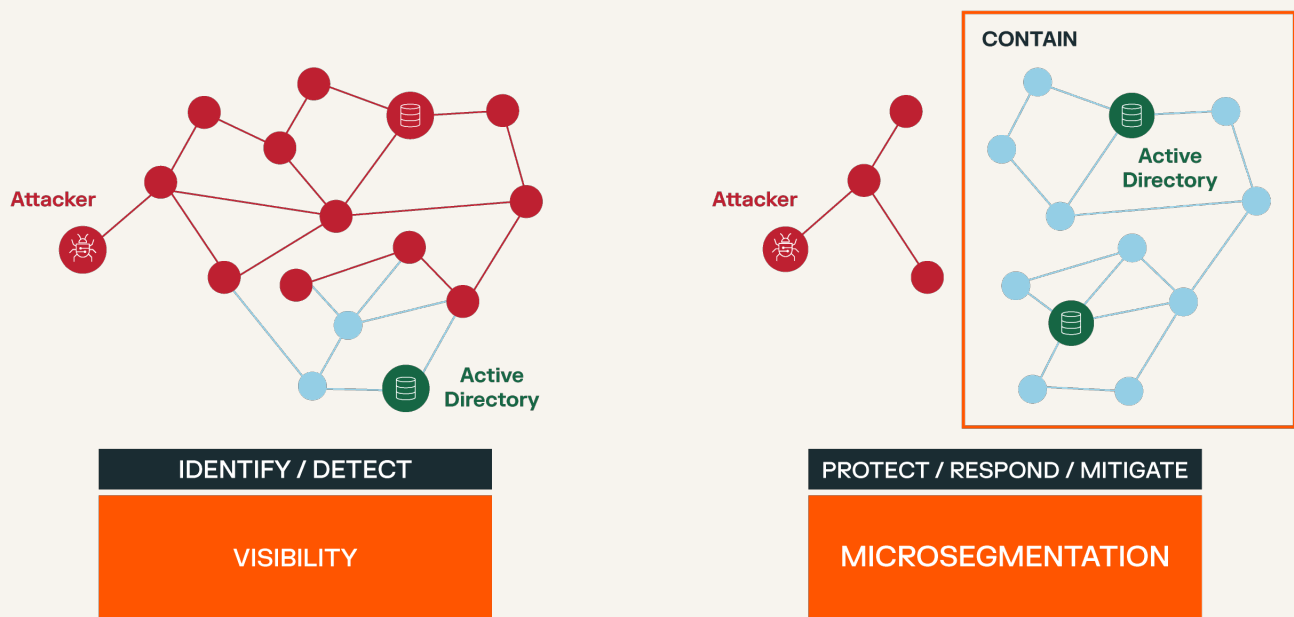 Attacker
Active
Directory
IDENTIFY / DETECT
VISIBILITY
CONTAIN
Attacker
Active
Directory
PROTECT / RESPOND / MITIGATE
MICROSEGMENTATION